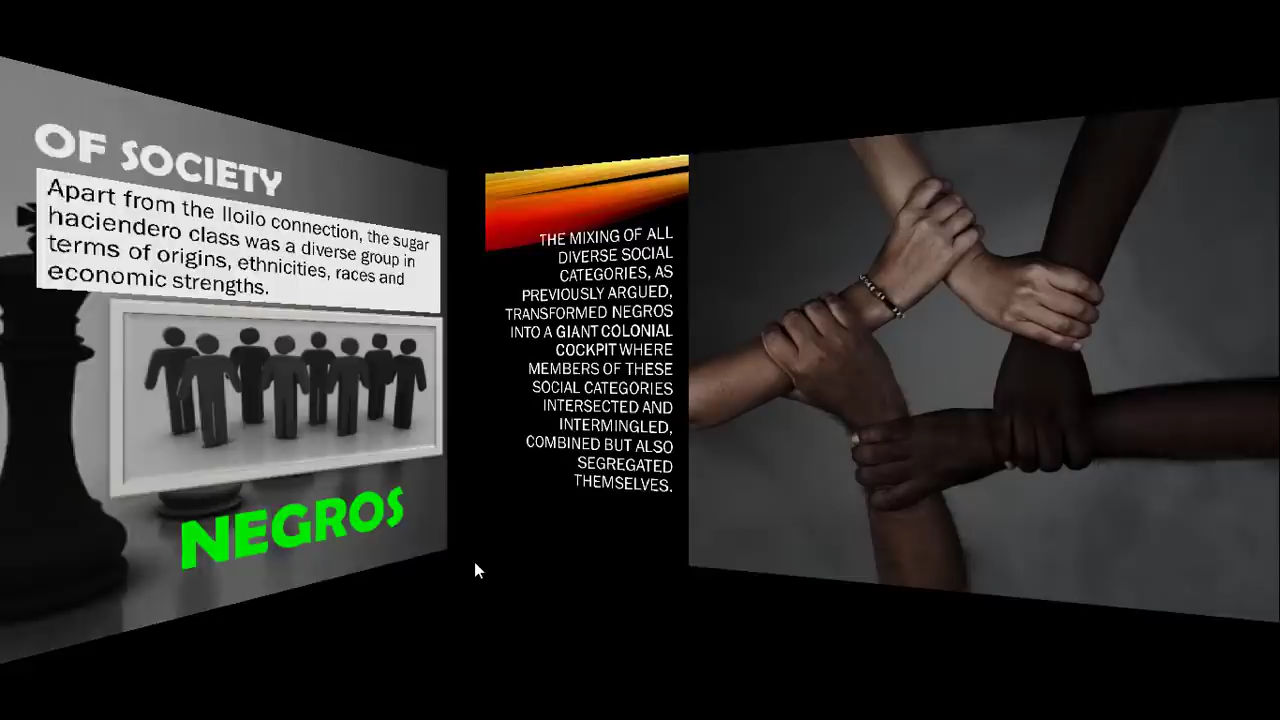 OF SOCIETY
Apart from the Iloilo connection, the sugar
haciendero class was a diverse group in
terms of origins, ethnicities, races and
economic strengths.
NEGROS
THE MIXING OF ALL
DIVERSE SOCIAL
CATEGORIES, AS
PREVIOUSLY ARGUED,
TRANSFORMED NEGROS
INTO A GIANT COLONIAL
COCKPIT WHERE
MEMBERS OF THESE
SOCIAL CATEGORIES
INTERSECTED AND
INTERMINGLED,
COMBINED BUT ALSO
SEGREGATED
THEMSELVES.